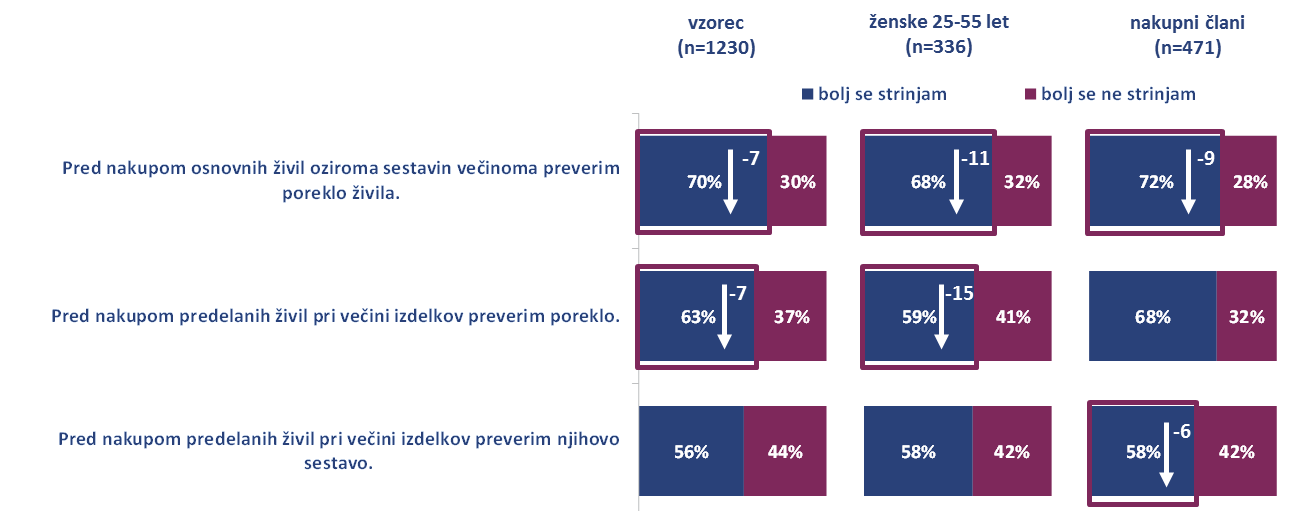 vzorec
(n=1230)
ženske 25-55 let
(n=336)
nakupni člani
(n=471)
bolj se strinjam
bolj se ne strinjam
Pred nakupom osnovnih živil oziroma sestavin večinoma preverim
poreklo živila.
70% -7 30%
68% -11 32%
72% -9 28%
Pred nakupom predelanih živil pri večini izdelkov preverim poreklo.
63% -7 37%
59% -15 41%
68% 32%
Pred nakupom predelanih živil pri večini izdelkov preverim njihovo
sestavo.
56% 44%
58% 42%
58% -6 42%